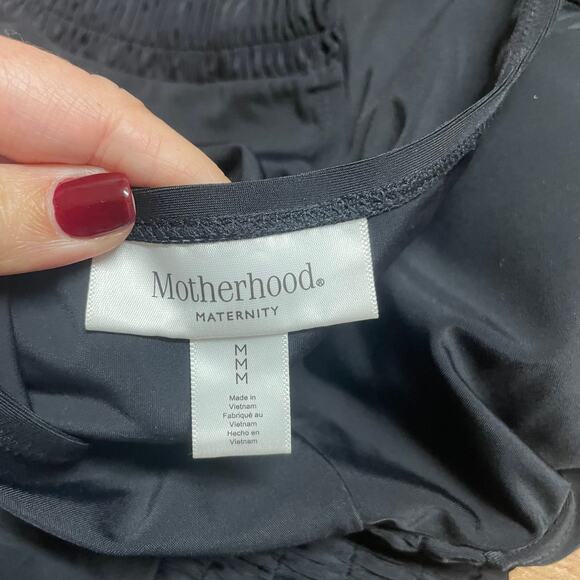 Motherhood®
MATERNITY
M
M
M
Made in
Vietnam
Fabriqué au
Vietnam
Hecho en
Vietnam